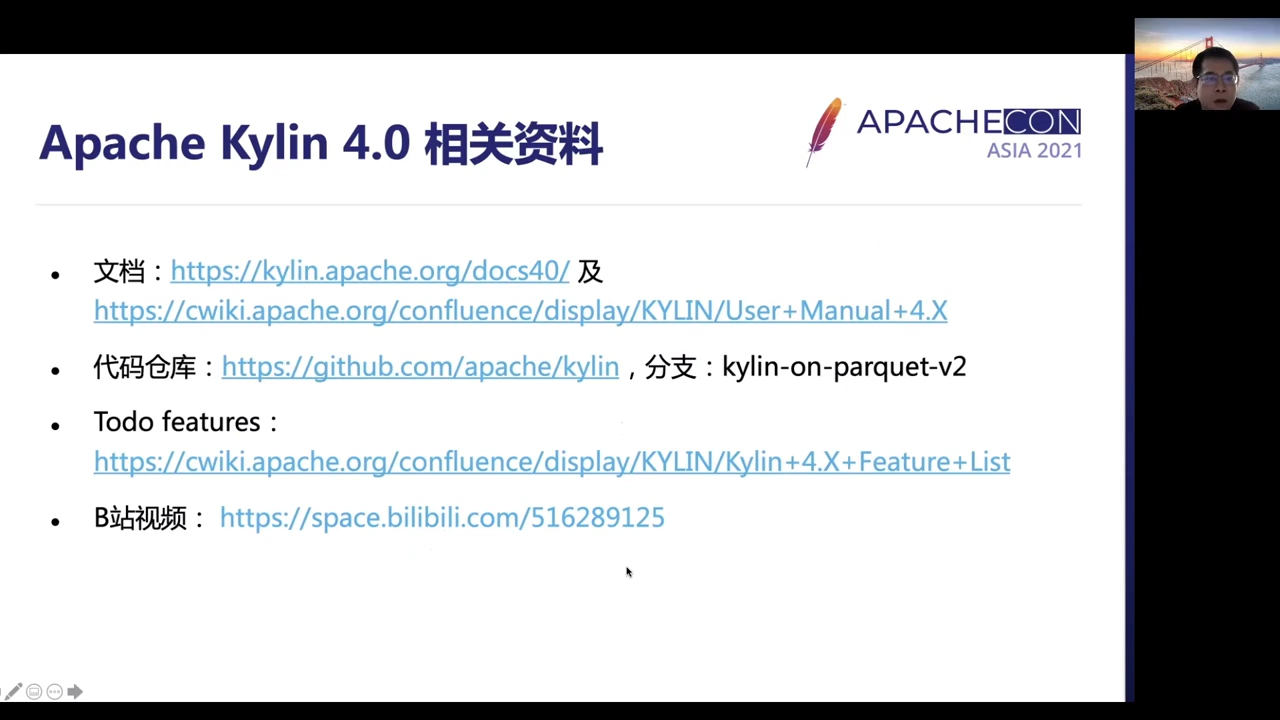 Apache Kylin 4.0 相关资料
APACHECON
ASIA 2021
• 文档：https://kylin.apache.org/docs40/ 及
https://cwiki.apache.org/confluence/display/KYLIN/User+Manual+4.X
• 代码仓库：https://github.com/apache/kylin，分支：kylin-on-parquet-v2
• Todo features：
https://cwiki.apache.org/confluence/display/KYLIN/Kylin+4.X+Feature+List
• B站视频： https://space.bilibili.com/516289125